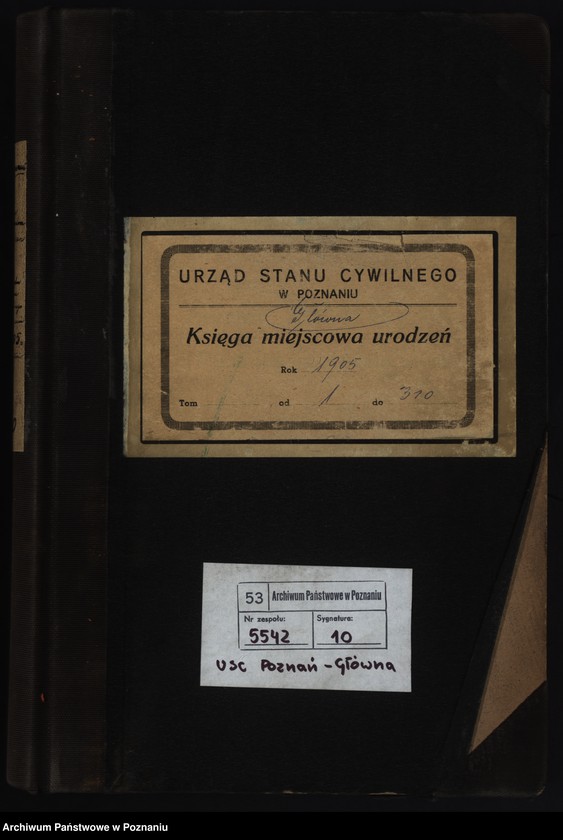 URZĄD STANU CYWILNEGO
W POZNANIU
Główna
Księga miejscowa urodzeń
Rok 1905
Tom od 1 do 310
53 Archiwum Państwowe w Poznaniu
Nr zespołu: Sygnatura:
5542 10
USC Poznań - Główna
Archiwum Państwowe w Poznaniu